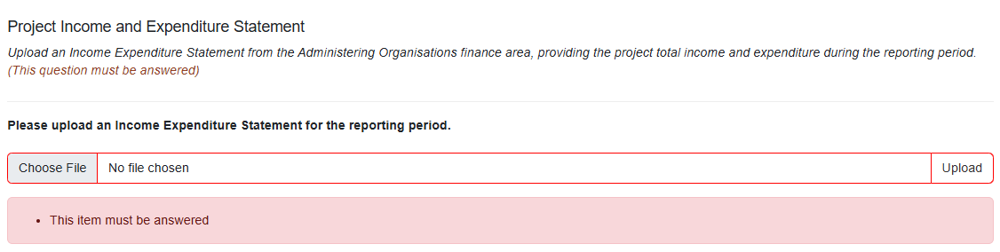 Project Income and Expenditure Statement
Upload an Income Expenditure Statement from the Administering Organisations finance area, providing the project total income and expenditure during the reporting period.
(This question must be answered)
Please upload an Income Expenditure Statement for the reporting period.
Choose File No file chosen Upload
• This item must be answered